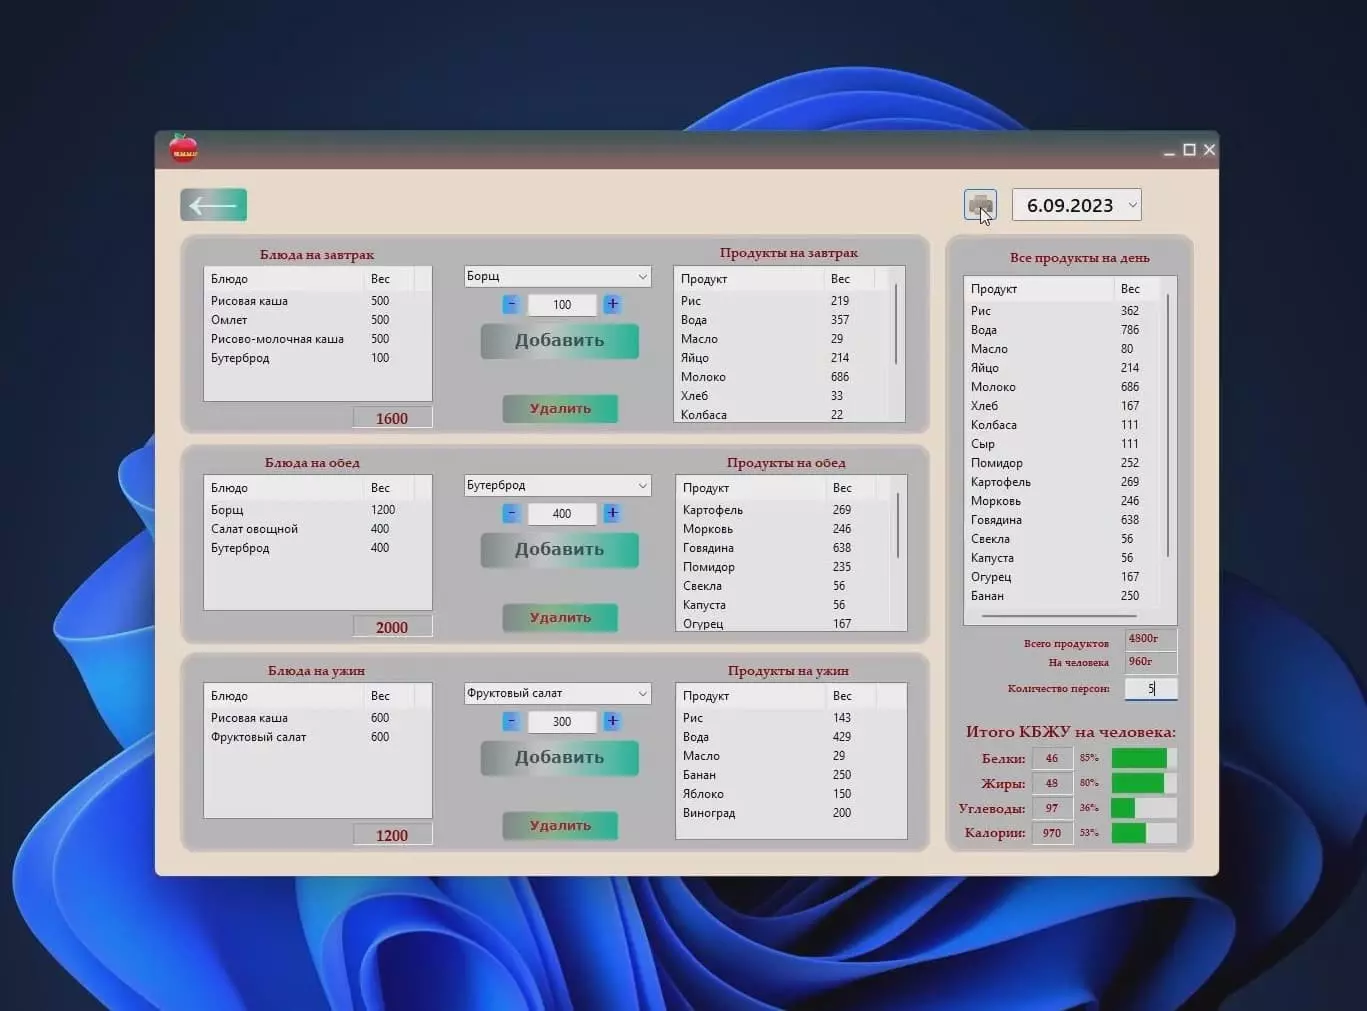 6.09.2023
Блюда на завтрак
Блюдо Вес
Рисовая каша 500
Омлет 500
Рисово-молочная каша 500
Бутерброд 100
1600
Борщ
- 100 +
Добавить
Удалить
Продукты на завтрак
Продукт Вес
Рис 219
Вода 357
Масло 29
Яйцо 214
Молоко 686
Хлеб 33
Колбаса 22
Блюда на обед
Блюдо Вес
Борщ 1200
Салат овощной 400
Бутерброд 400
2000
Бутерброд
- 400 +
Добавить
Удалить
Продукты на обед
Продукт Вес
Картофель 269
Морковь 246
Говядина 638
Помидор 235
Свекла 56
Капуста 56
Огурец 167
Блюда на ужин
Блюдо Вес
Рисовая каша 600
Фруктовый салат 600
1200
Фруктовый салат
- 300 +
Добавить
Удалить
Продукты на ужин
Продукт Вес
Рис 143
Вода 429
Масло 29
Банан 250
Яблоко 150
Виноград 200
Все продукты на день
Продукт Вес
Рис 362
Вода 786
Масло 80
Яйцо 214
Молоко 686
Хлеб 167
Колбаса 111
Сыр 111
Помидор 252
Картофель 269
Морковь 246
Говядина 638
Свекла 56
Капуста 56
Огурец 167
Банан 250
Всего продуктов 4800г
На человека 960г
Количество персон: 5
Итого КБЖУ на человека:
Белки: 46 85%
Жиры: 48 80%
Углеводы: 97 36%
Калории: 970 53%